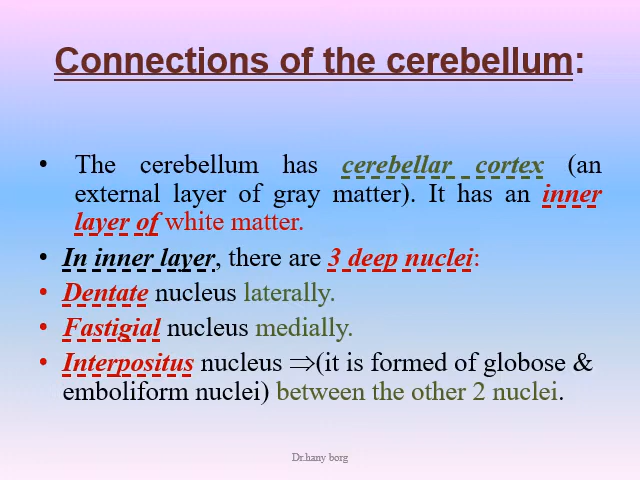 Connections of the cerebellum:
• The cerebellum has cerebellar cortex (an
external layer of gray matter). It has an inner
layer of white matter.
• In inner layer, there are 3 deep nuclei:
• Dentate nucleus laterally.
• Fastigial nucleus medially.
• Interpositus nucleus ⇒(it is formed of globose &
emboliform nuclei) between the other 2 nuclei.
Dr.hany borg